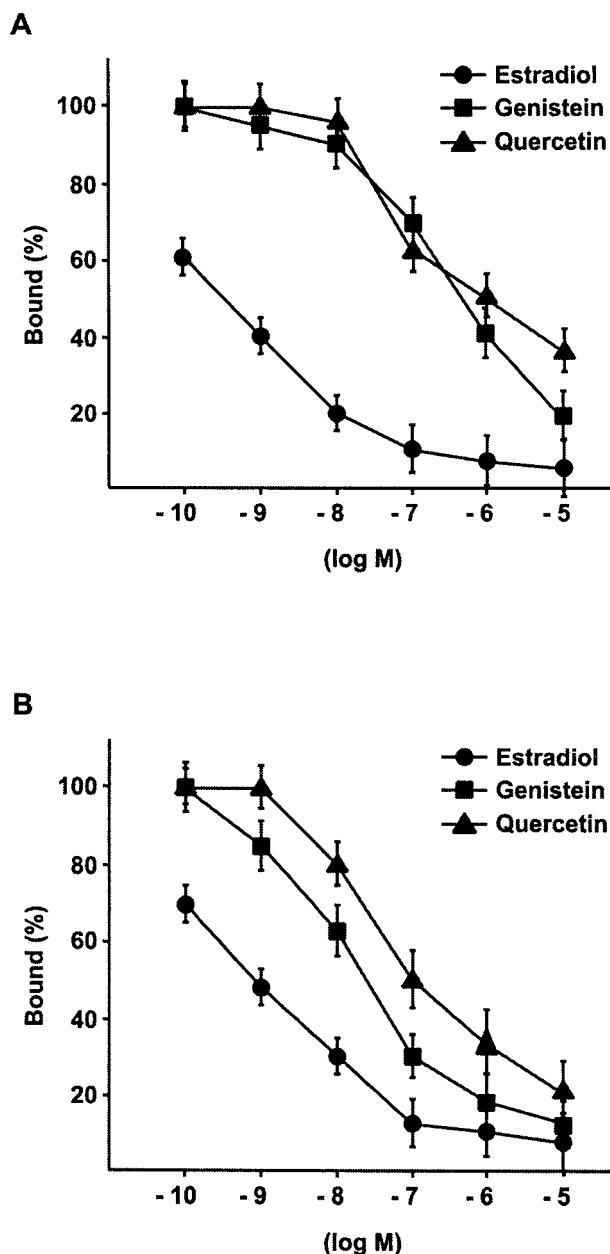 A
Estradiol
Genistein
Quercetin
Bound (%)
100
80
60
40
20
- 10 - 9 - 8 - 7 - 6 - 5
(log M)
B
Estradiol
Genistein
Quercetin
Bound (%)
100
80
60
40
20
- 10 - 9 - 8 - 7 - 6 - 5
(log M)